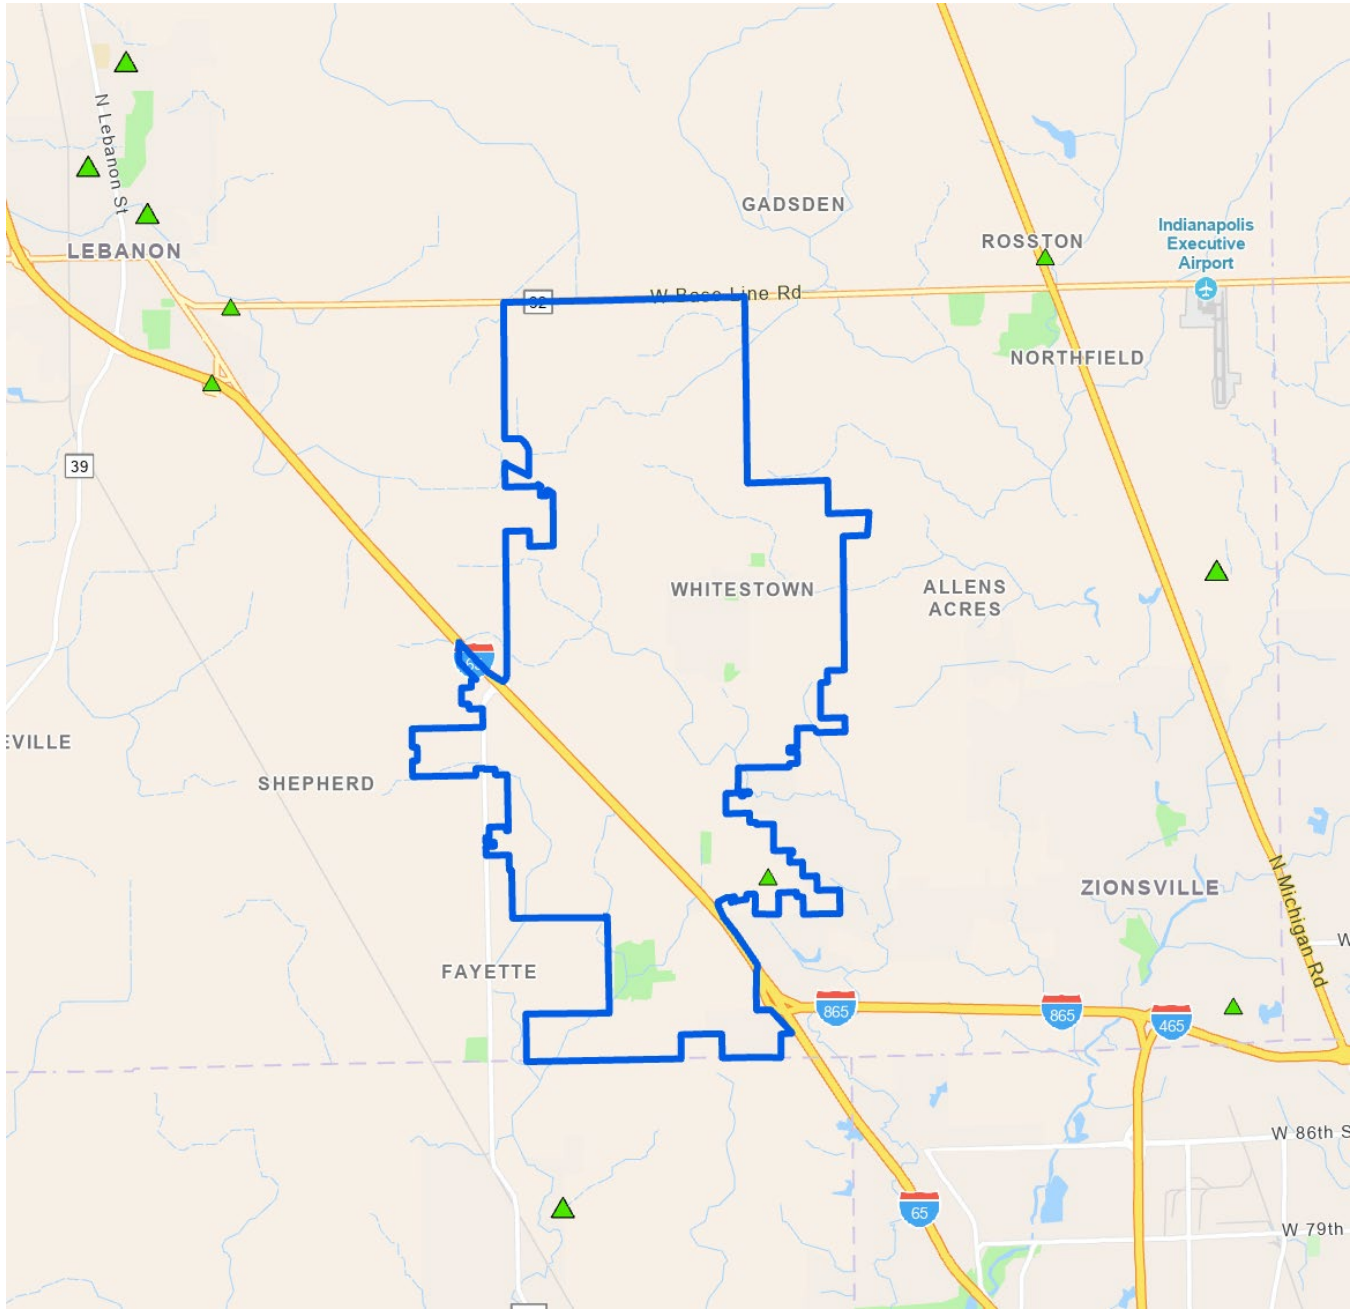 N Lebanon St
LEBANON
GADSDEN
ROSSTON
Indianapolis
Executive
Airport
32
W Base Line Rd
NORTHFIELD
39
WHITESTOWN
ALLENS
ACRES
EVILLE
SHEPHERD
ZIONSVILLE
N Michigan Rd
W
FAYETTE
865
865
465
W 86th S
65
W 79th